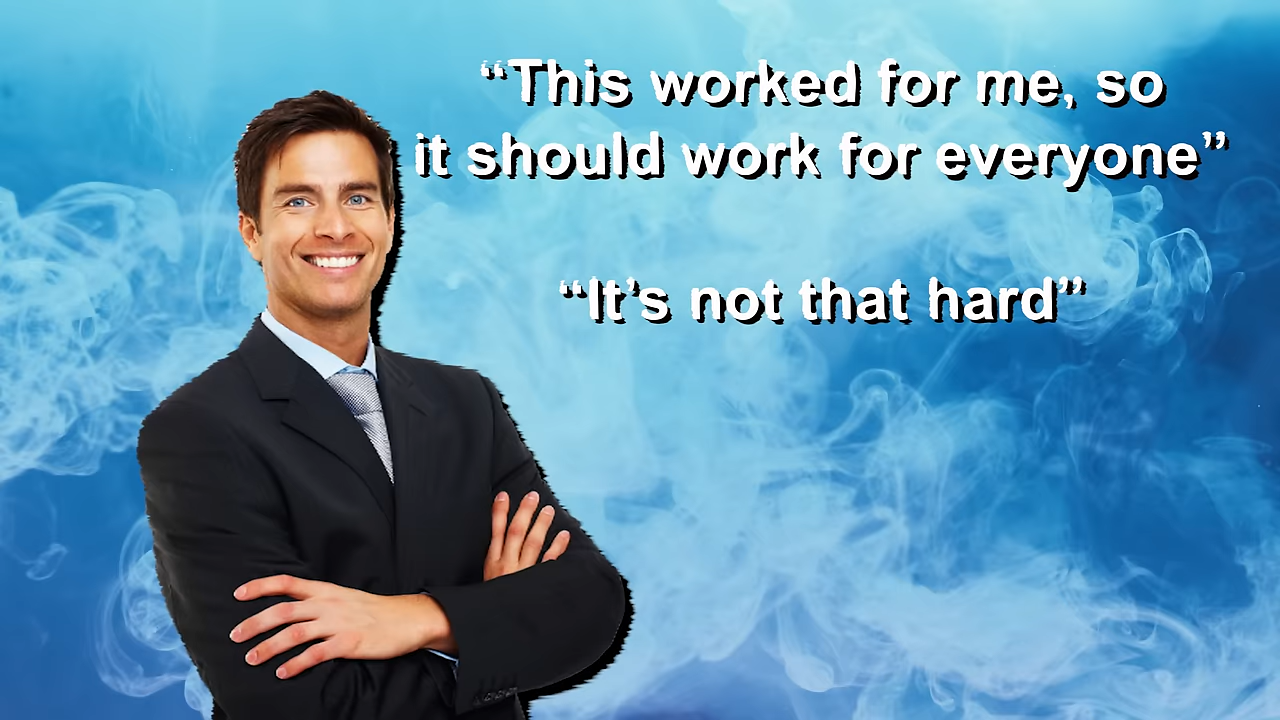 “This worked for me, so
it should work for everyone”
“It’s not that hard”